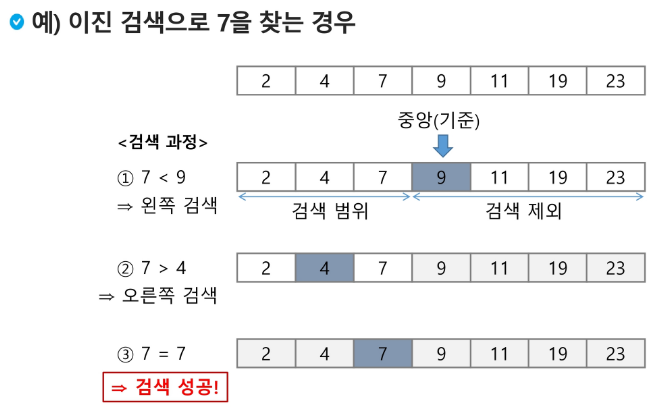 예) 이진 검색으로 7을 찾는 경우
2 4 7 9 11 19 23
중앙(기준)
<검색 과정>
① 7 < 9
⇒ 왼쪽 검색
2 4 7 9 11 19 23
검색 범위 검색 제외
② 7 > 4
⇒ 오른쪽 검색
2 4 7 9 11 19 23
③ 7 = 7
⇒ 검색 성공!
2 4 7 9 11 19 23